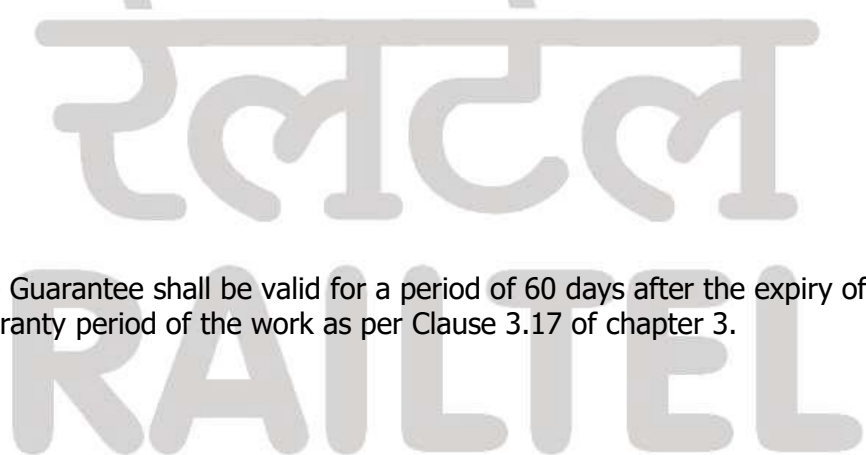 रेलटेल
Guarantee shall be valid for a period of 60 days after the expiry of
ranty period of the work as per Clause 3.17 of chapter 3.
RAILTEL